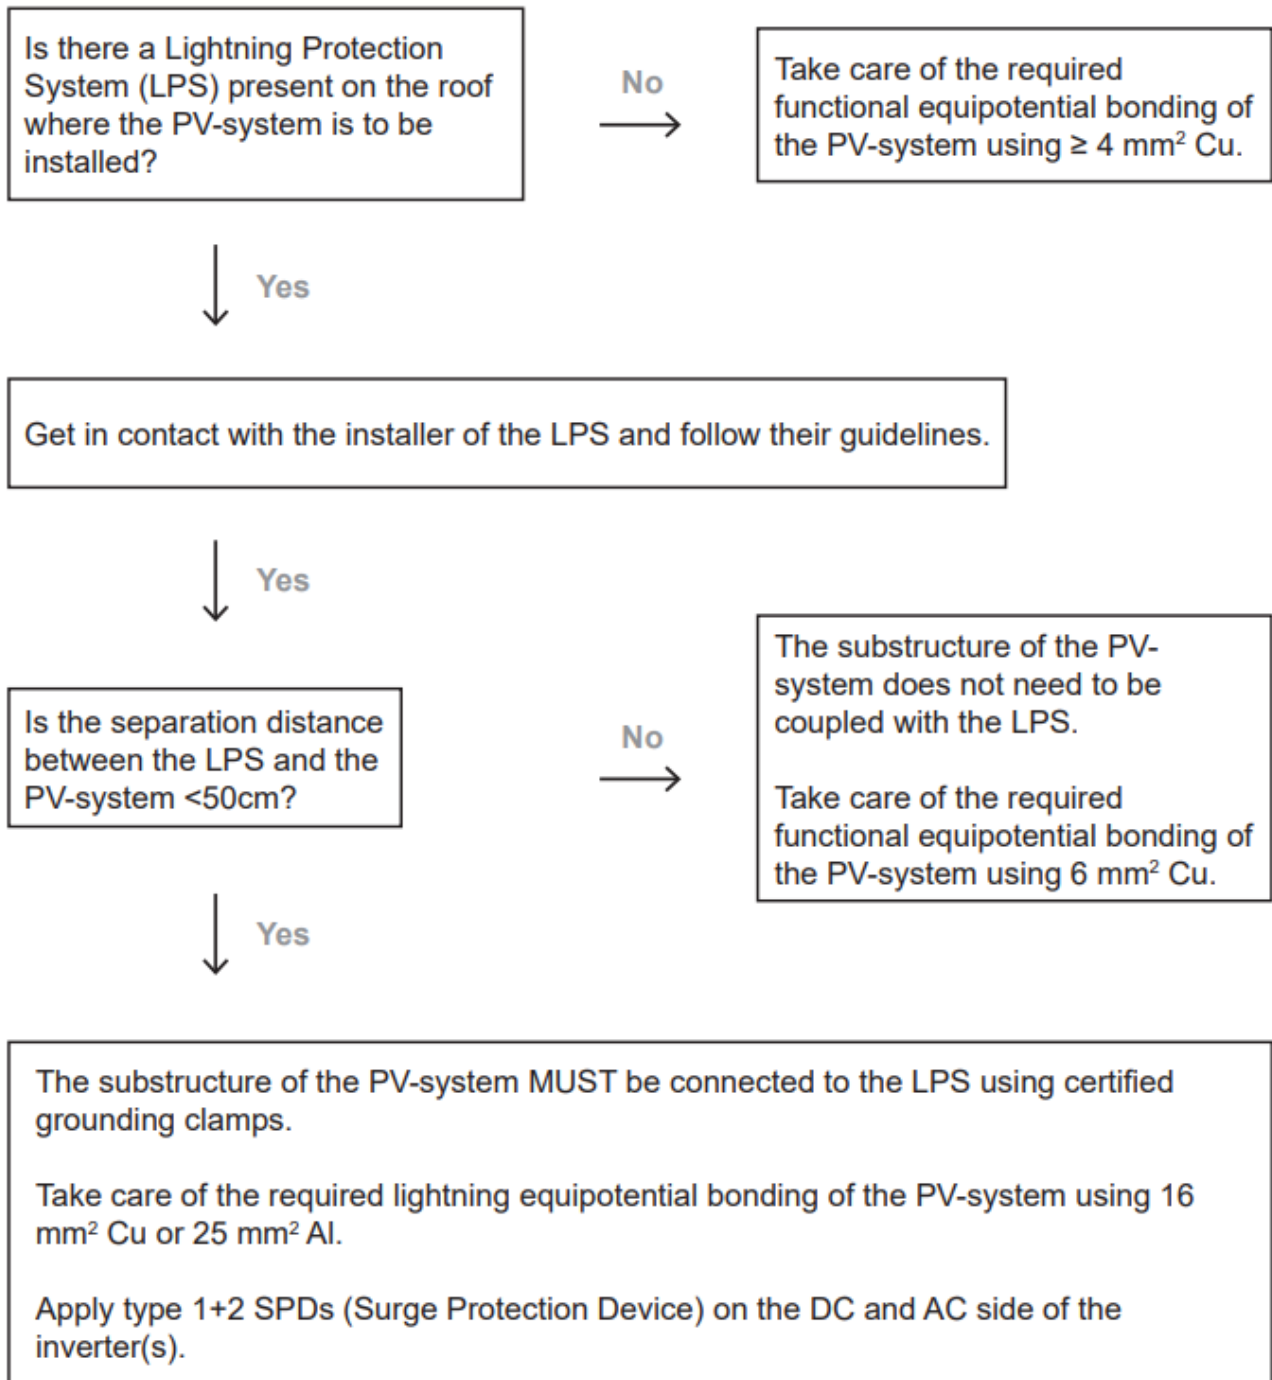 Is there a Lightning Protection
System (LPS) present on the roof
where the PV-system is to be
installed?
No
Take care of the required
functional equipotential bonding of
the PV-system using ≥ 4 mm² Cu.
Yes
Get in contact with the installer of the LPS and follow their guidelines.
Yes
Is the separation distance
between the LPS and the
PV-system <50cm?
No
The substructure of the PV-
system does not need to be
coupled with the LPS.
Take care of the required
functional equipotential bonding of
the PV-system using 6 mm² Cu.
Yes
The substructure of the PV-system MUST be connected to the LPS using certified
grounding clamps.
Take care of the required lightning equipotential bonding of the PV-system using 16
mm² Cu or 25 mm² Al.
Apply type 1+2 SPDs (Surge Protection Device) on the DC and AC side of the
inverter(s).